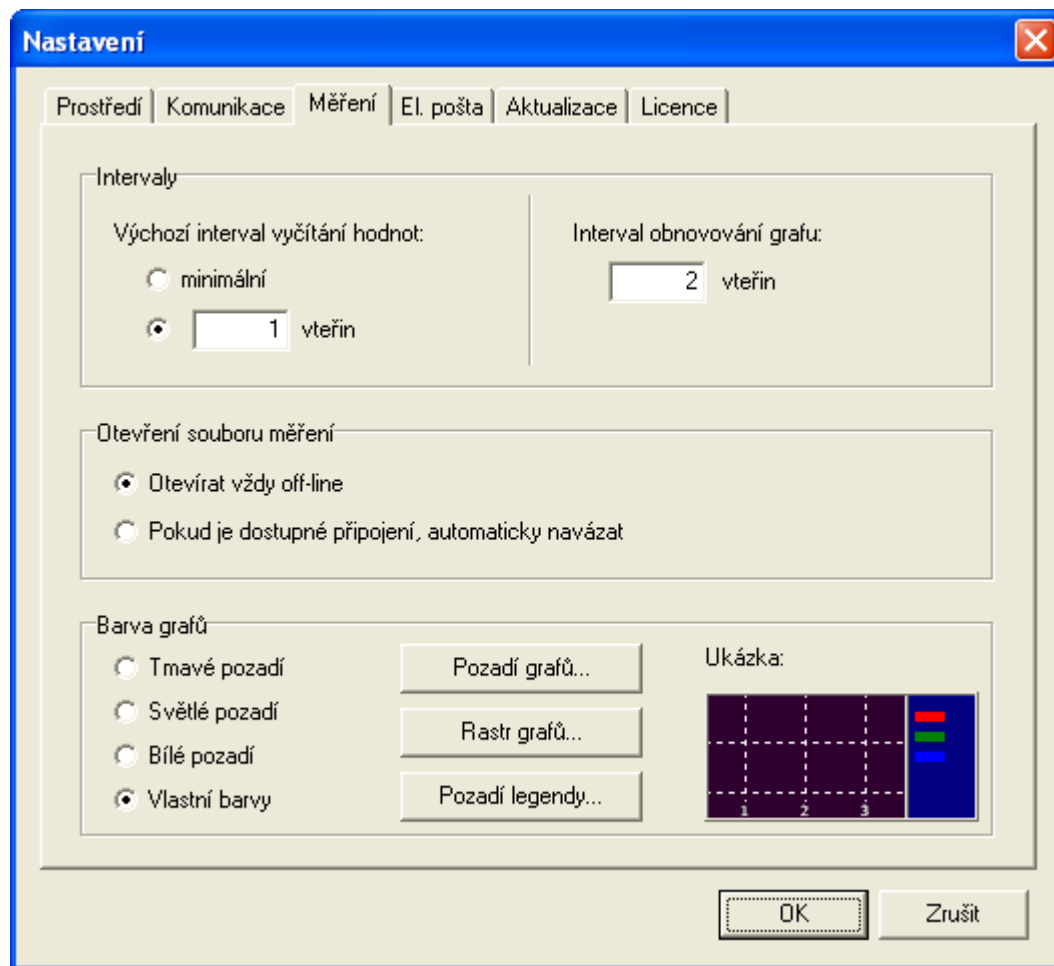 Nastavení
Prostředí Komunikace Měření El. pošta Aktualizace Licence
Intervaly
Výchozí interval vyčítání hodnot: Interval obnovování grafu:
minimální 2 vteřin
1 vteřin
Otevření souboru měření
Otevírat vždy off-line
Pokud je dostupné připojení, automaticky navázat
Barva grafů
Tmavé pozadí Pozadí grafů... Ukázka:
Světlé pozadí Rastr grafů...
Bílé pozadí
Vlastní barvy Pozadí legendy...
1 2 3
OK Zrušit